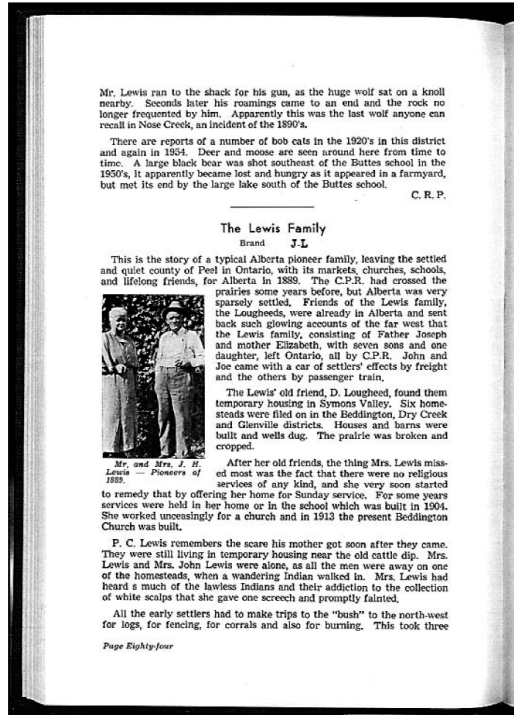 Mr. Lewis ran to the shack for his gun, as the huge wolf sat on a knoll
nearby. Seconds later his roamings came to an end and the rock no
longer frequented by him. Apparently this was the last wolf anyone can
recall in Nose Creek, an incident of the 1890's.
There are reports of a number of bob cats in the 1920's in this district
and again in 1954. Deer and moose are seen around here from time to
time. A large black bear was shot southeast of the Buttes school in the
1950's, it apparently became lost and hungry as it appeared in a farmyard,
but met its end by the large lake south of the Buttes school.
C. R. P.
The Lewis Family
Brand J-L
This is the story of a typical Alberta pioneer family, leaving the settled
and quiet county of Peel in Ontario, with its markets, churches, schools,
and lifelong friends, for Alberta in 1889. The C.P.R. had crossed the
prairies some years before, but Alberta was very
sparsely settled. Friends of the Lewis family,
the Lougheeds, were already in Alberta and sent
back such glowing accounts of the far west that
the Lewis family, consisting of Father Joseph
and mother Elizabeth, with seven sons and one
daughter, left Ontario, all by C.P.R. John and
Joe came with a car of settlers' effects by freight
and the others by passenger train.
The Lewis' old friend, D. Lougheed, found them
temporary housing in Symons Valley. Six home-
steads were filed on in the Beddington, Dry Creek
and Glenville districts. Houses and barns were
built and wells dug. The prairie was broken and
cropped.
Mr. and Mrs. J. H.
Lewis — Pioneers of
1889.
After her old friends, the thing Mrs. Lewis miss-
ed most was the fact that there were no religious
services of any kind, and she very soon started
to remedy that by offering her home for Sunday service. For some years
services were held in her home or in the school which was built in 1904.
She worked unceasingly for a church and in 1913 the present Beddington
Church was built.
P. C. Lewis remembers the scare his mother got soon after they came.
They were still living in temporary housing near the old cattle dip. Mrs.
Lewis and Mrs. John Lewis were alone, as all the men were away on one
of the homesteads, when a wandering Indian walked in. Mrs. Lewis had
heard s much of the lawless Indians and their addiction to the collection
of white scalps that she gave one screech and promptly fainted.
All the early settlers had to make trips to the "bush" to the north-west
for logs, for fencing, for corrals and also for burning. This took three
Page Eighty-four